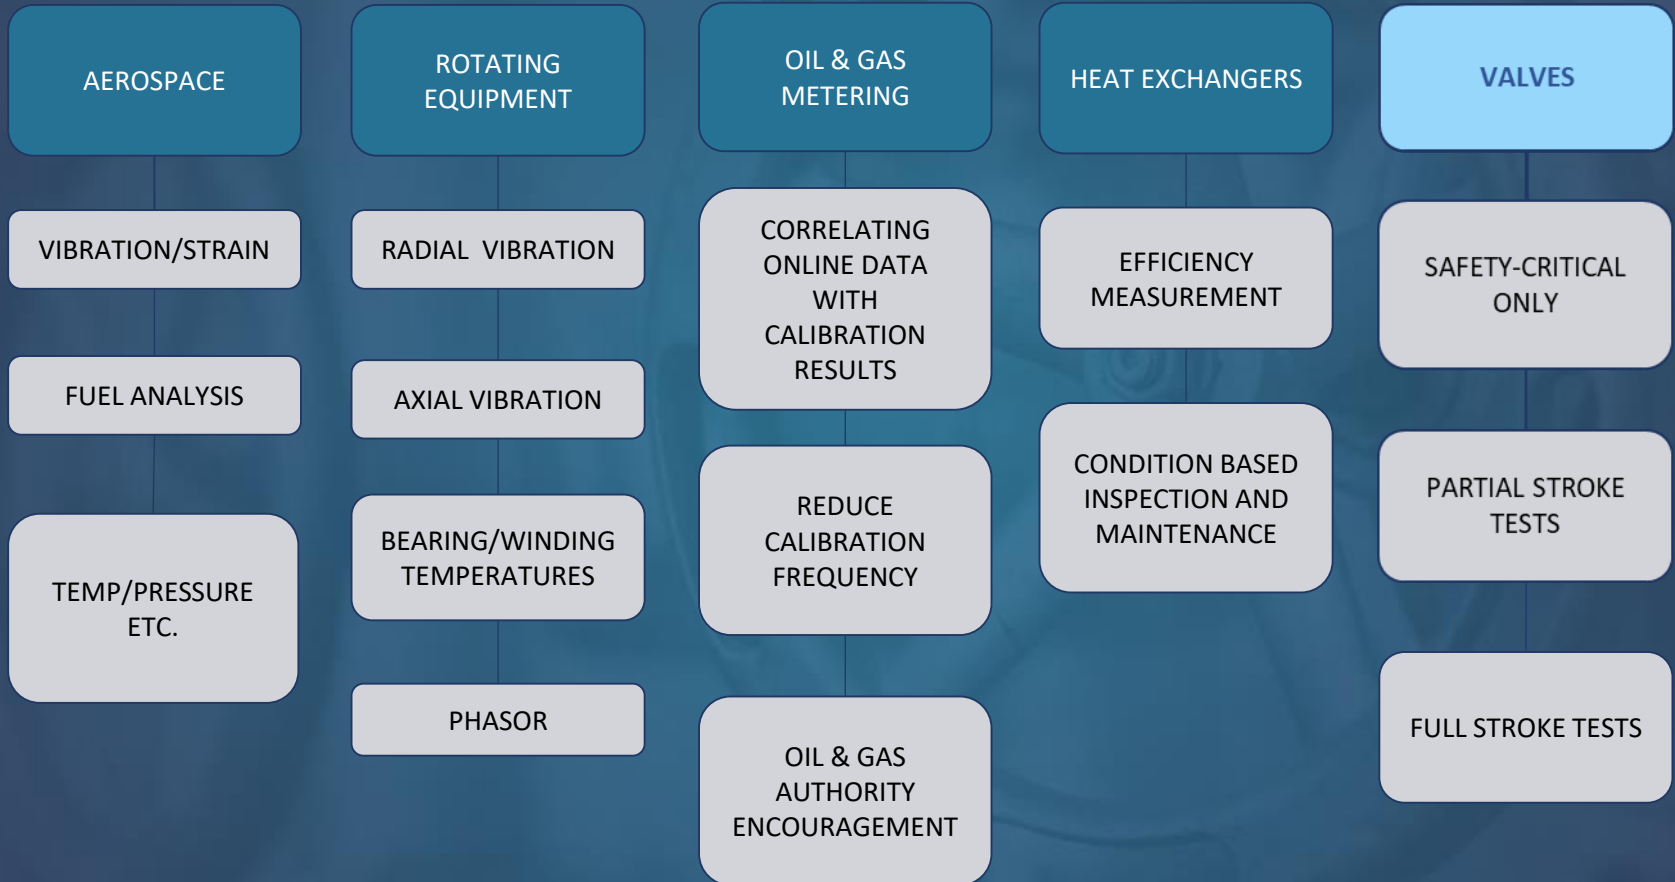 AEROSPACE
VIBRATION/STRAIN
FUEL ANALYSIS
TEMP/PRESSURE
ETC.
ROTATING
EQUIPMENT
RADIAL VIBRATION
AXIAL VIBRATION
BEARING/WINDING
TEMPERATURES
PHASOR
OIL & GAS
METERING
CORRELATING
ONLINE DATA
WITH
CALIBRATION
RESULTS
REDUCE
CALIBRATION
FREQUENCY
OIL & GAS
AUTHORITY
ENCOURAGEMENT
HEAT EXCHANGERS
EFFICIENCY
MEASUREMENT
CONDITION BASED
INSPECTION AND
MAINTENANCE
VALVES
SAFETY-CRITICAL
ONLY
PARTIAL STROKE
TESTS
FULL STROKE TESTS